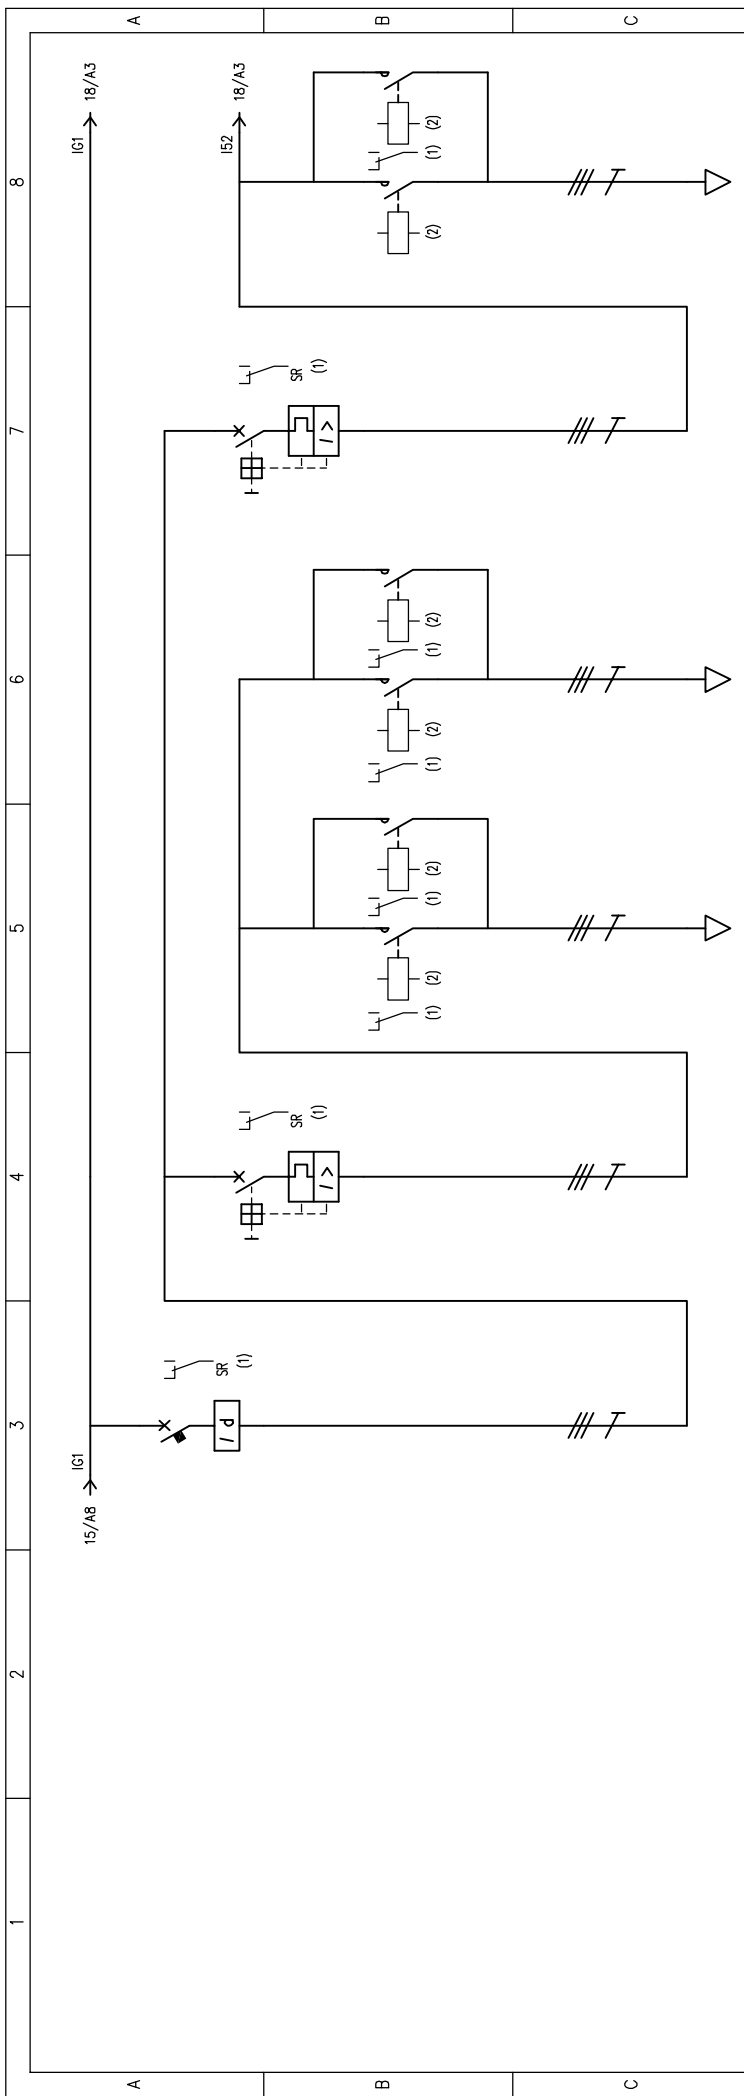 1 2 3 4 5 6 7 8
IG1 IG1
15/A8 18/A3
A A
SR
I d
(1)
I52
18/A3
SR SR
(1) (1)
I > I >
B B
(1) (2) (1) (2) (1) (2) (1) (2) (2) (1) (2)
C C